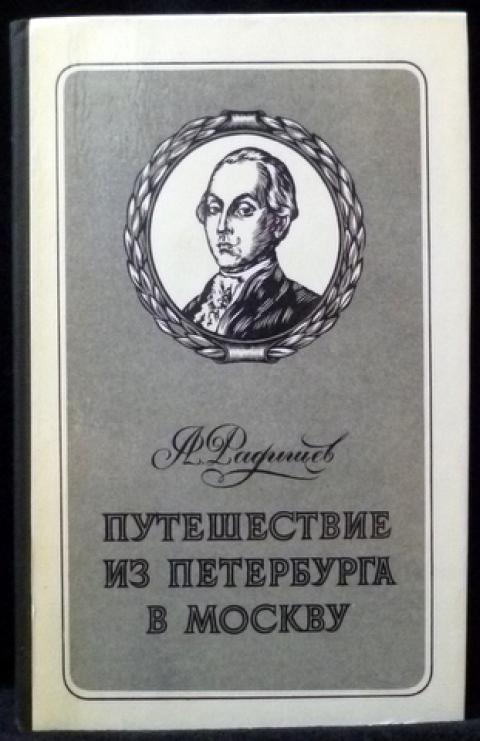 А. Радищев
ПУТЕШЕСТВИЕ
ИЗ ПЕТЕРБУРГА
В МОСКВУ